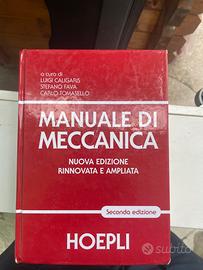 a cura di
LUIGI CALIGARIS
STEFANO FAVA
CARLO TOMASELLO
MANUALE DI
MECCANICA
NUOVA EDIZIONE
RINNOVATA E AMPLIATA
Seconda edizione
HOEPLI
subito